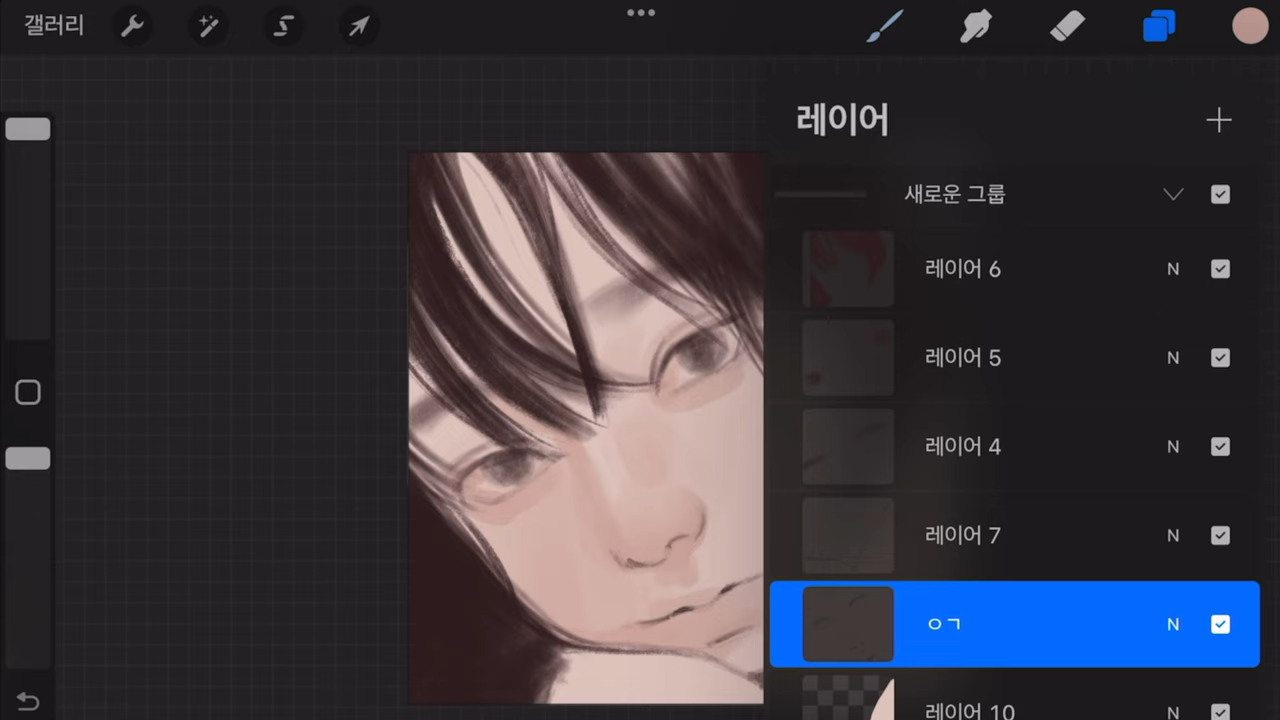 갤러리
레이어
새로운 그룹
레이어 6 N
레이어 5 N
레이어 4 N
레이어 7 N
ㅇㄱ N
레이어 10 N